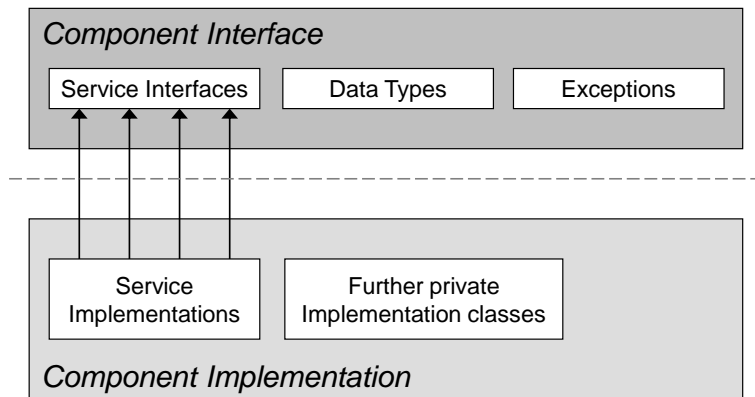 Component Interface
Service Interfaces
Data Types
Exceptions
Service
Implementations
Further private
Implementation classes
Component Implementation